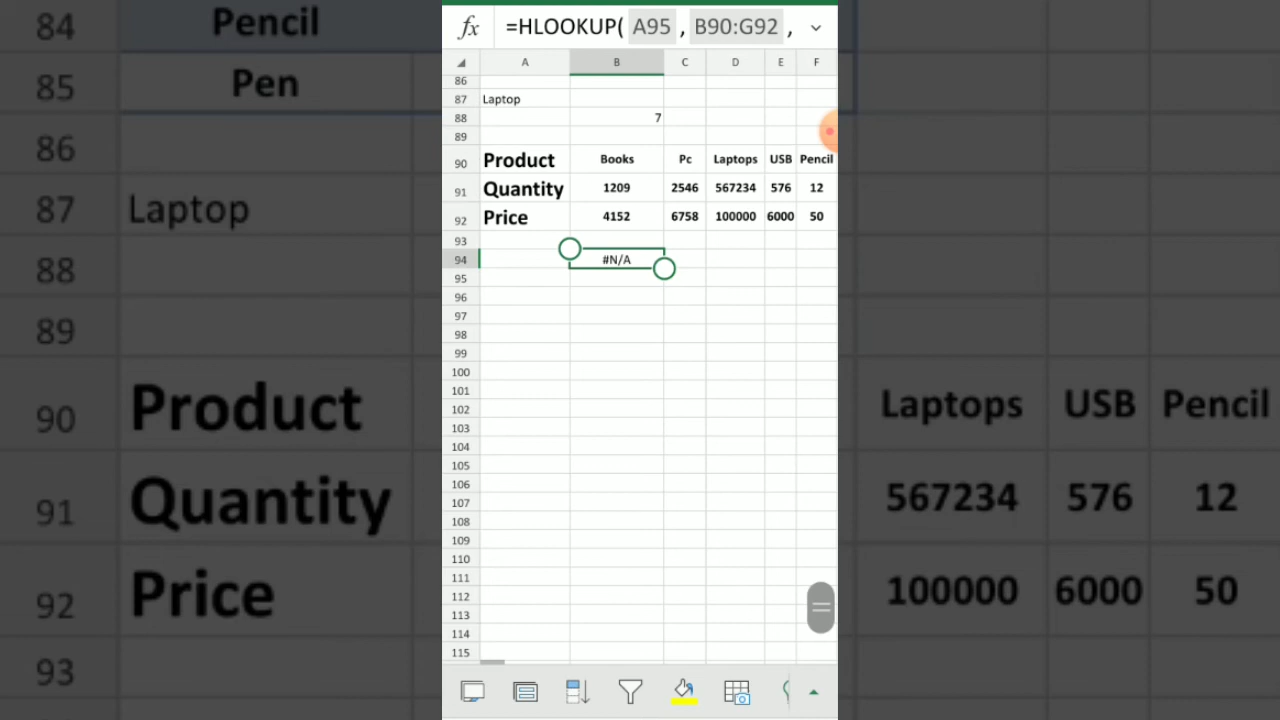 fx =HLOOKUP( A95 , B90:G92 ,
A B C D E F
86
87 Laptop
88 7
89
90 Product Books Pc Laptops USB Pencil
91 Quantity 1209 2546 567234 576 12
92 Price 4152 6758 100000 6000 50
93
94 #N/A
95
96
97
98
99
100
101
102
103
104
105
106
107
108
109
110
111
112
113
114
115
84 Pencil
85 Pen
86
87 Laptop
88
89
90 Product Laptops USB Pencil
91 Quantity 567234 576 12
92 Price 100000 6000 50
93